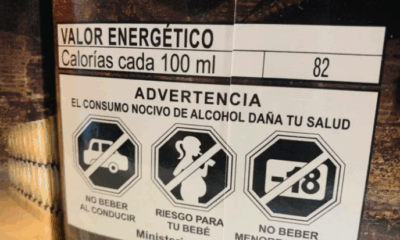 VALOR ENERGÉTICO
Calorías cada 100 ml 82
ADVERTENCIA
EL CONSUMO NOCIVO DE ALCOHOL DAÑA TU SALUD
-18
NO BEBER
AL CONDUCIR
RIESGO PARA
TU BEBÉ
NO BEBER